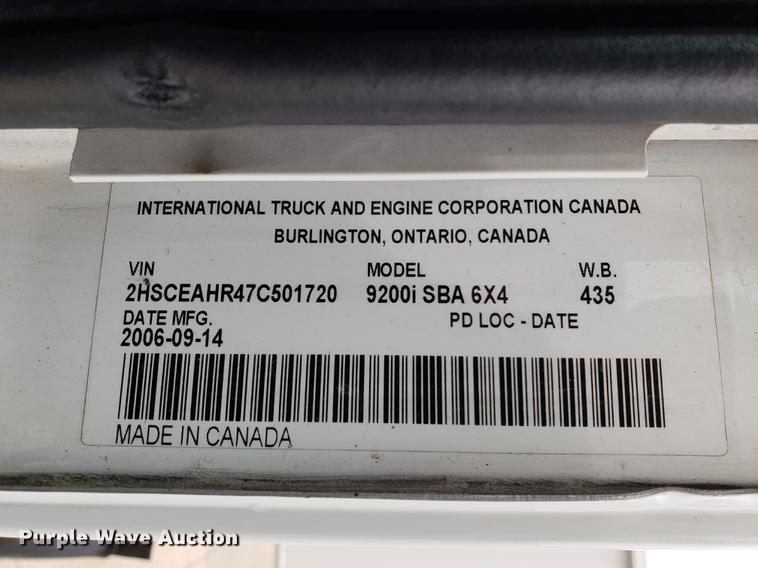 INTERNATIONAL TRUCK AND ENGINE CORPORATION CANADA
BURLINGTON, ONTARIO, CANADA
VIN MODEL W.B.
2HSCEAHR47C501720 9200i SBA 6X4 435
DATE MFG. PD LOC - DATE
2006-09-14
MADE IN CANADA
Purple Wave Auction